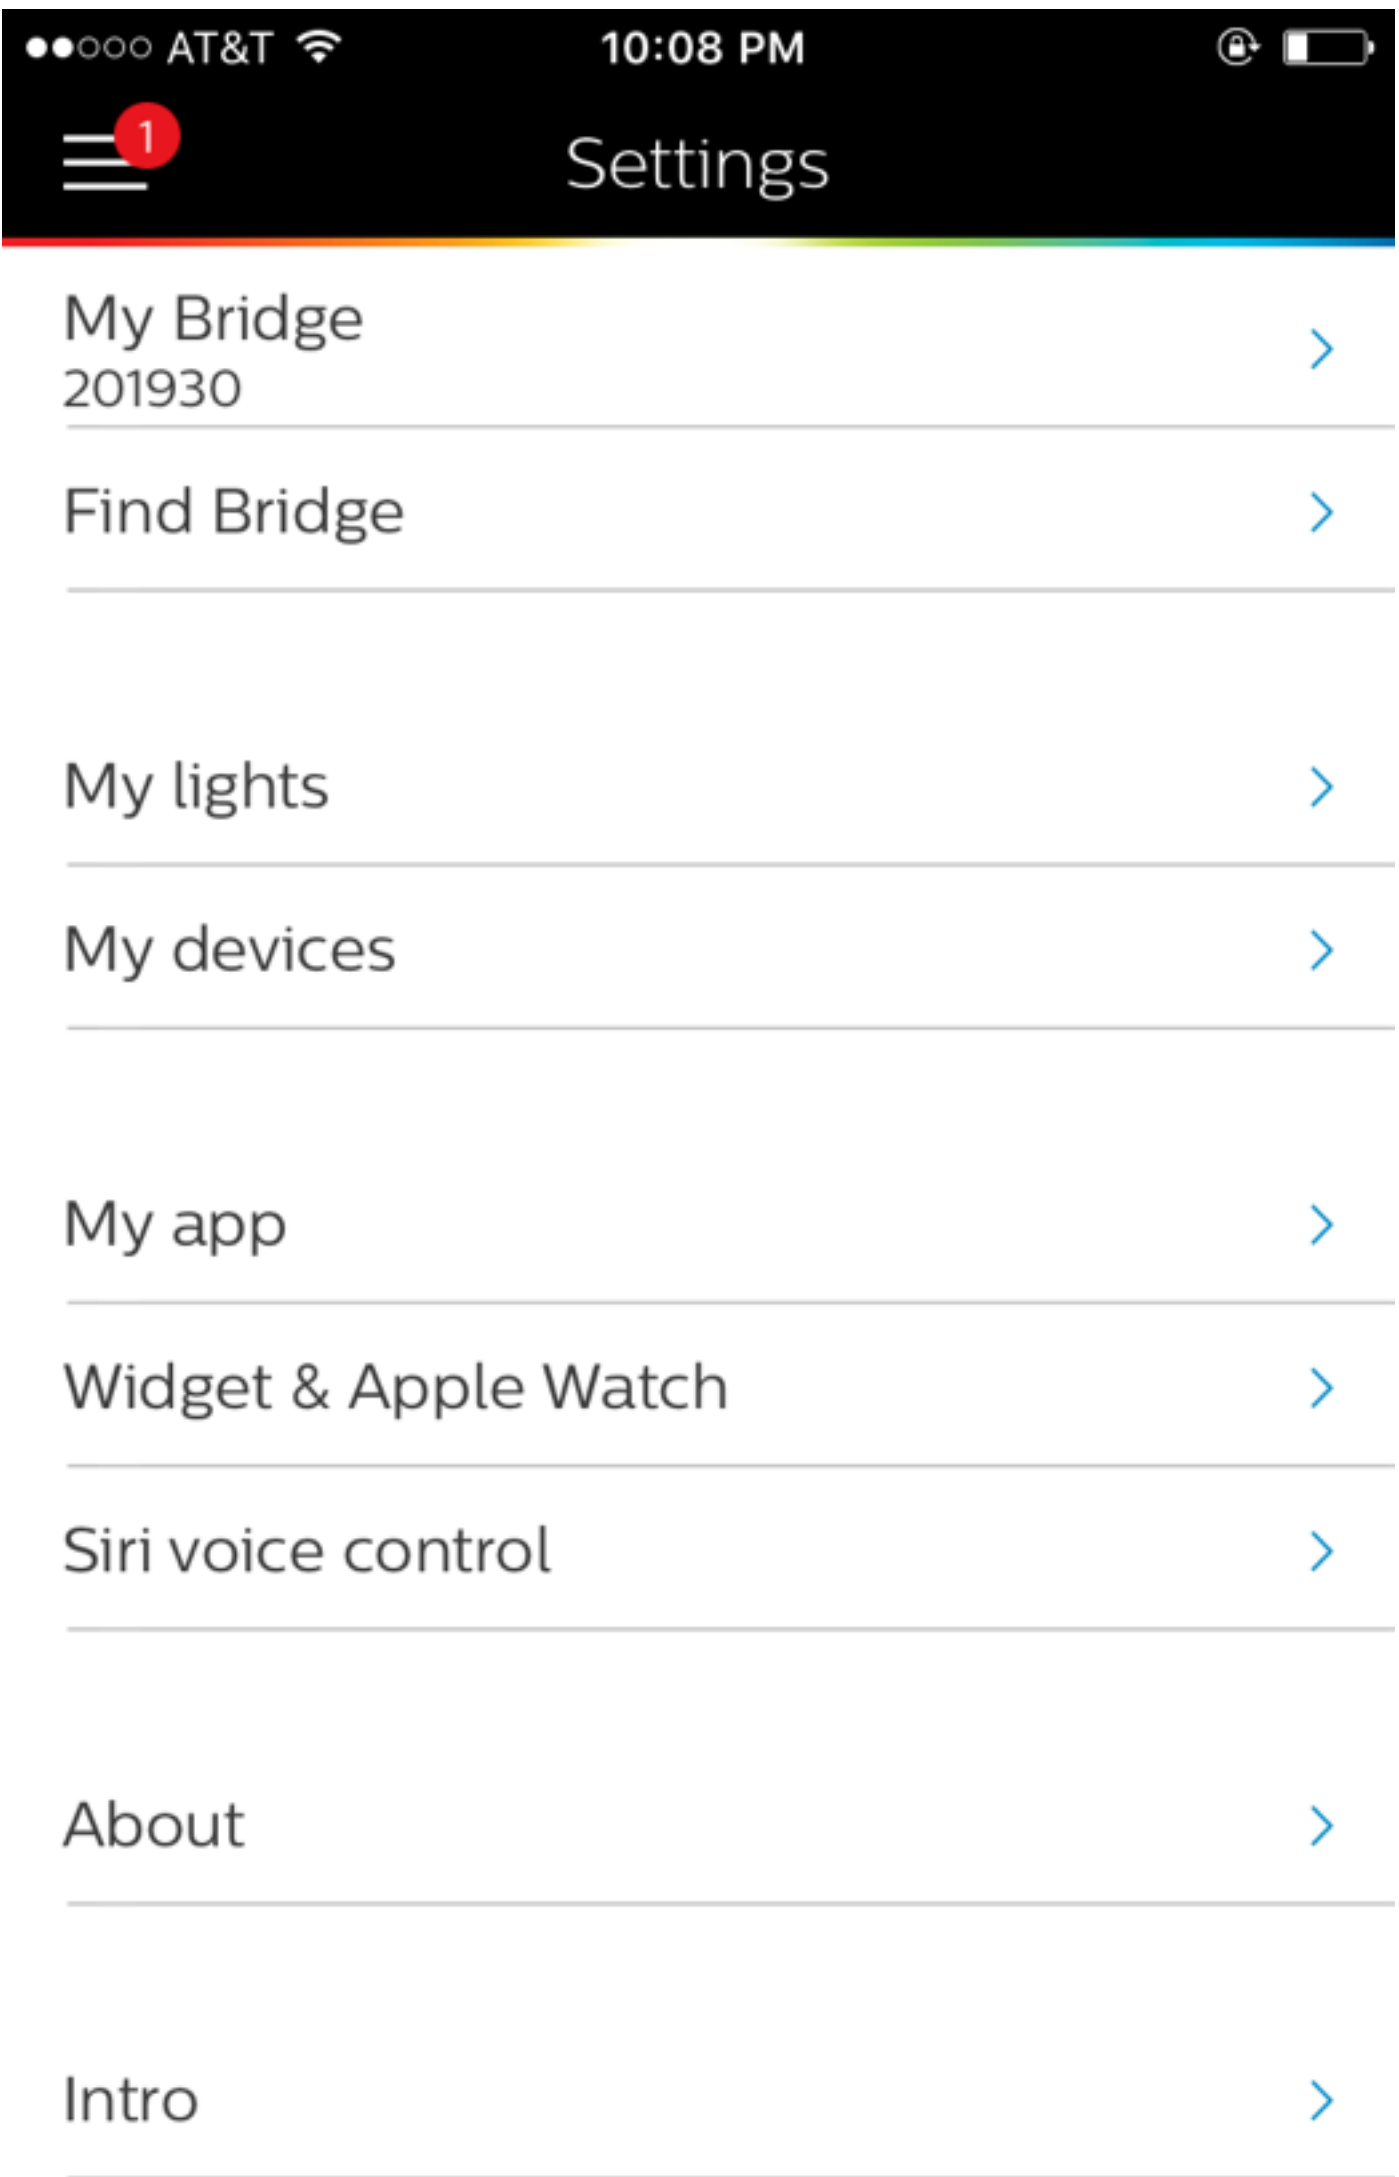 AT&T 10:08 PM
1
Settings
My Bridge
201930
Find Bridge
My lights
My devices
My app
Widget & Apple Watch
Siri voice control
About
Intro